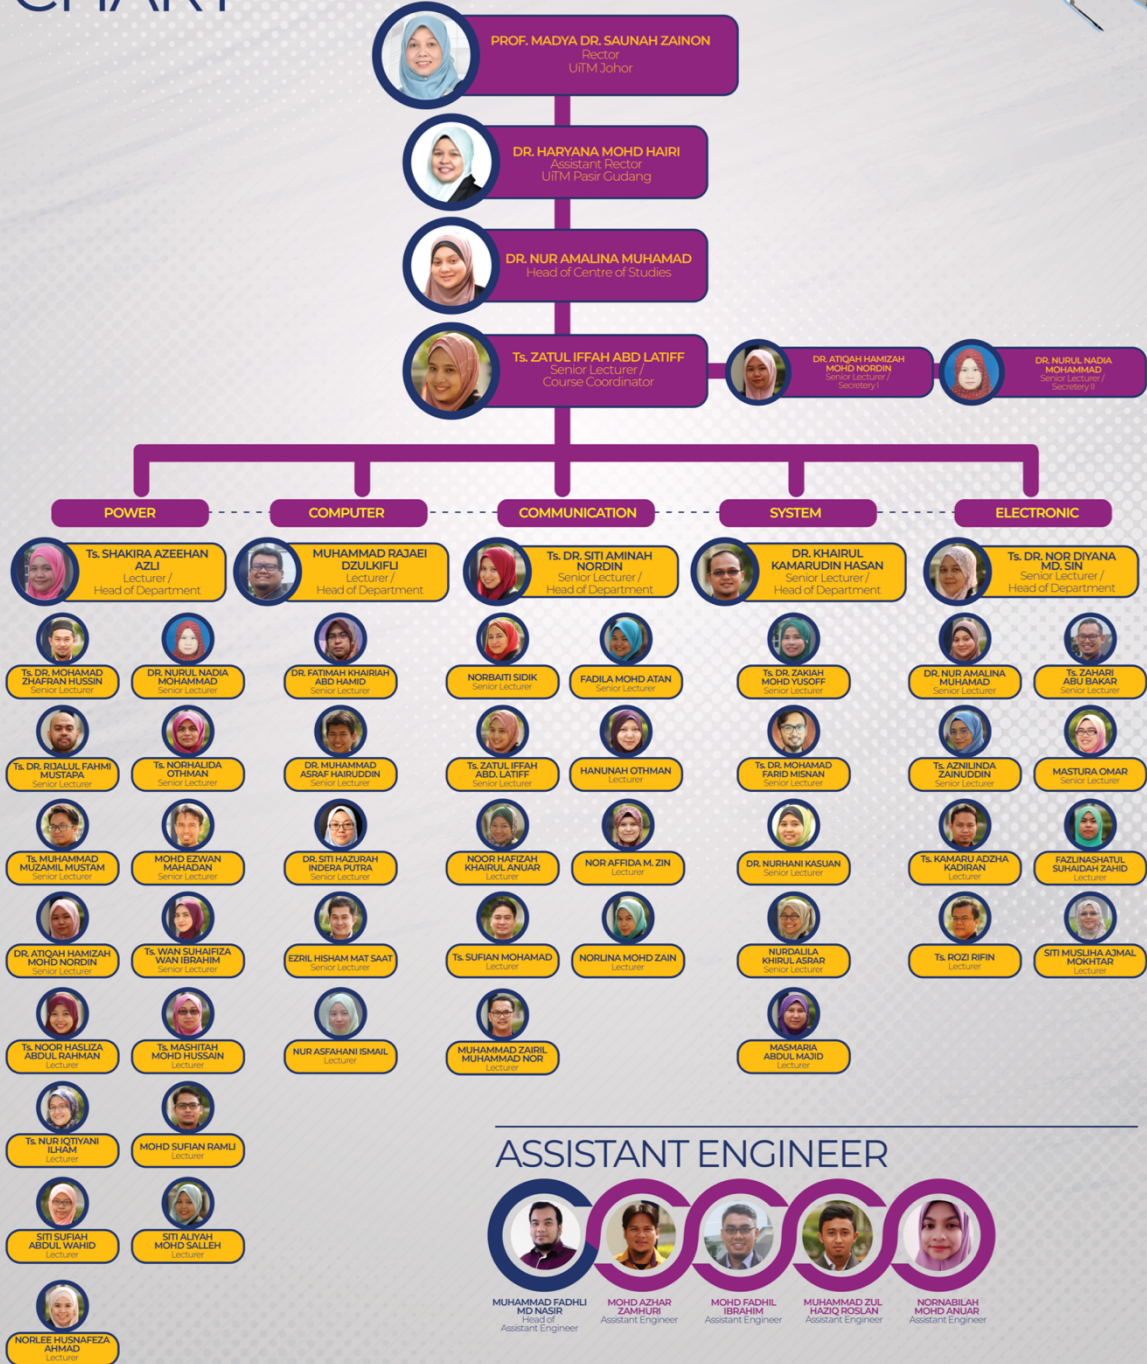 CHART
PROF. MADYA DR. SAUNAH ZAINON
Rector
UiTM Johor
DR. HARYANA MOHD HAIRI
Assistant Rector
UiTM Pasir Gudang
DR. NUR AMALINA MUHAMAD
Head of Centre of Studies
Ts. ZATUL IFFAH ABD LATIFF
Senior Lecturer /
Course Coordinator
DR. ATIQAH HAMIZAH
MOHD NORDIN
Senior Lecturer /
Secretery I
DR. NURUL NADIA
MOHAMMAD
Senior Lecturer /
Secretery II
POWER
COMPUTER
COMMUNICATION
SYSTEM
ELECTRONIC
Ts. SHAKIRA AZEEHAN
AZLI
Lecturer /
Head of Department
MUHAMMAD RAJAEI
DZULKIFLI
Lecturer /
Head of Department
Ts. DR. SITI AMINAH
NORDIN
Senior Lecturer /
Head of Department
DR. KHAIRUL
KAMARUDIN HASAN
Senior Lecturer /
Head of Department
Ts. DR. NOR DIYANA
MD. SIN
Senior Lecturer /
Head of Department
Ts. DR. MOHAMAD
ZHAFRAN HUSSIN
Senior Lecturer
DR. NURUL NADIA
MOHAMMAD
Senior Lecturer
DR. FATIMAH KHAIRIAH
ABD HAMID
Senior Lecturer
NORBAITI SIDIK
Senior Lecturer
FADILA MOHD ATAN
Senior Lecturer
Ts. DR. ZAKIAH
MOHD YUSOFF
Senior Lecturer
DR. NUR AMALINA
MUHAMAD
Senior Lecturer
Ts. ZAHARI
ABU BAKAR
Senior Lecturer
Ts. DR. RIJALUL FAHMI
MUSTAPA
Senior Lecturer
Ts. NORHALIDA
OTHMAN
Senior Lecturer
DR. MUHAMMAD
ASRAF HAIRUDDIN
Senior Lecturer
Ts. ZATUL IFFAH
ABD. LATIFF
Senior Lecturer
HANUNAH OTHMAN
Lecturer
Ts. DR. MOHAMAD
FARID MISNAN
Senior Lecturer
Ts. AZNILINDA
ZAINUDDIN
Senior Lecturer
MASTURA OMAR
Senior Lecturer
Ts. MUHAMMAD
MUZAMIL MUSTAM
Senior Lecturer
MOHD EZWAN
MAHADAN
Senior Lecturer
DR. SITI HAZURAH
INDERA PUTRA
Senior Lecturer
NOOR HAFIZAH
KHAIRUL ANUAR
Lecturer
NOR AFFIDA M. ZIN
Lecturer
DR. NURHANI KASUAN
Senior Lecturer
Ts. KAMARU ADZHA
KADIRAN
Lecturer
FAZLINASHATUL
SUHAIDAH ZAHID
Lecturer
DR. ATIQAH HAMIZAH
MOHD NORDIN
Senior Lecturer
Ts. WAN SUHAIFIZA
WAN IBRAHIM
Senior Lecturer
EZRIL HISHAM MAT SAAT
Senior Lecturer
Ts. SUFIAN MOHAMAD
Lecturer
NORLINA MOHD ZAIN
Lecturer
NURDALILA
KHIRUL ASRAR
Senior Lecturer
Ts. ROZI RIFIN
Lecturer
SITI MUSLIHA AJMAL
MOKHTAR
Lecturer
Ts. NOOR HASLIZA
ABDUL RAHMAN
Lecturer
Ts. MASHITAH
MOHD HUSSAIN
Lecturer
NUR ASFAHANI ISMAIL
Lecturer
MUHAMMAD ZAIRIL
MUHAMMAD NOR
Lecturer
MASMARIA
ABDUL MAJID
Lecturer
Ts. NUR IQTIYANI
ILHAM
Lecturer
MOHD SUFIAN RAMLI
Lecturer
SITI SUFIAH
ABDUL WAHID
Lecturer
SITI ALIYAH
MOHD SALLEH
Lecturer
NORLEE HUSNAFEZA
AHMAD
Lecturer
ASSISTANT ENGINEER
MUHAMMAD FADHLI
MD NASIR
Head of
Assistant Engineer
MOHD AZHAR
ZAMHURI
Assistant Engineer
MOHD FADHIL
IBRAHIM
Assistant Engineer
MUHAMMAD ZUL
HAZIQ ROSLAN
Assistant Engineer
NORNABILAH
MOHD ANUAR
Assistant Engineer